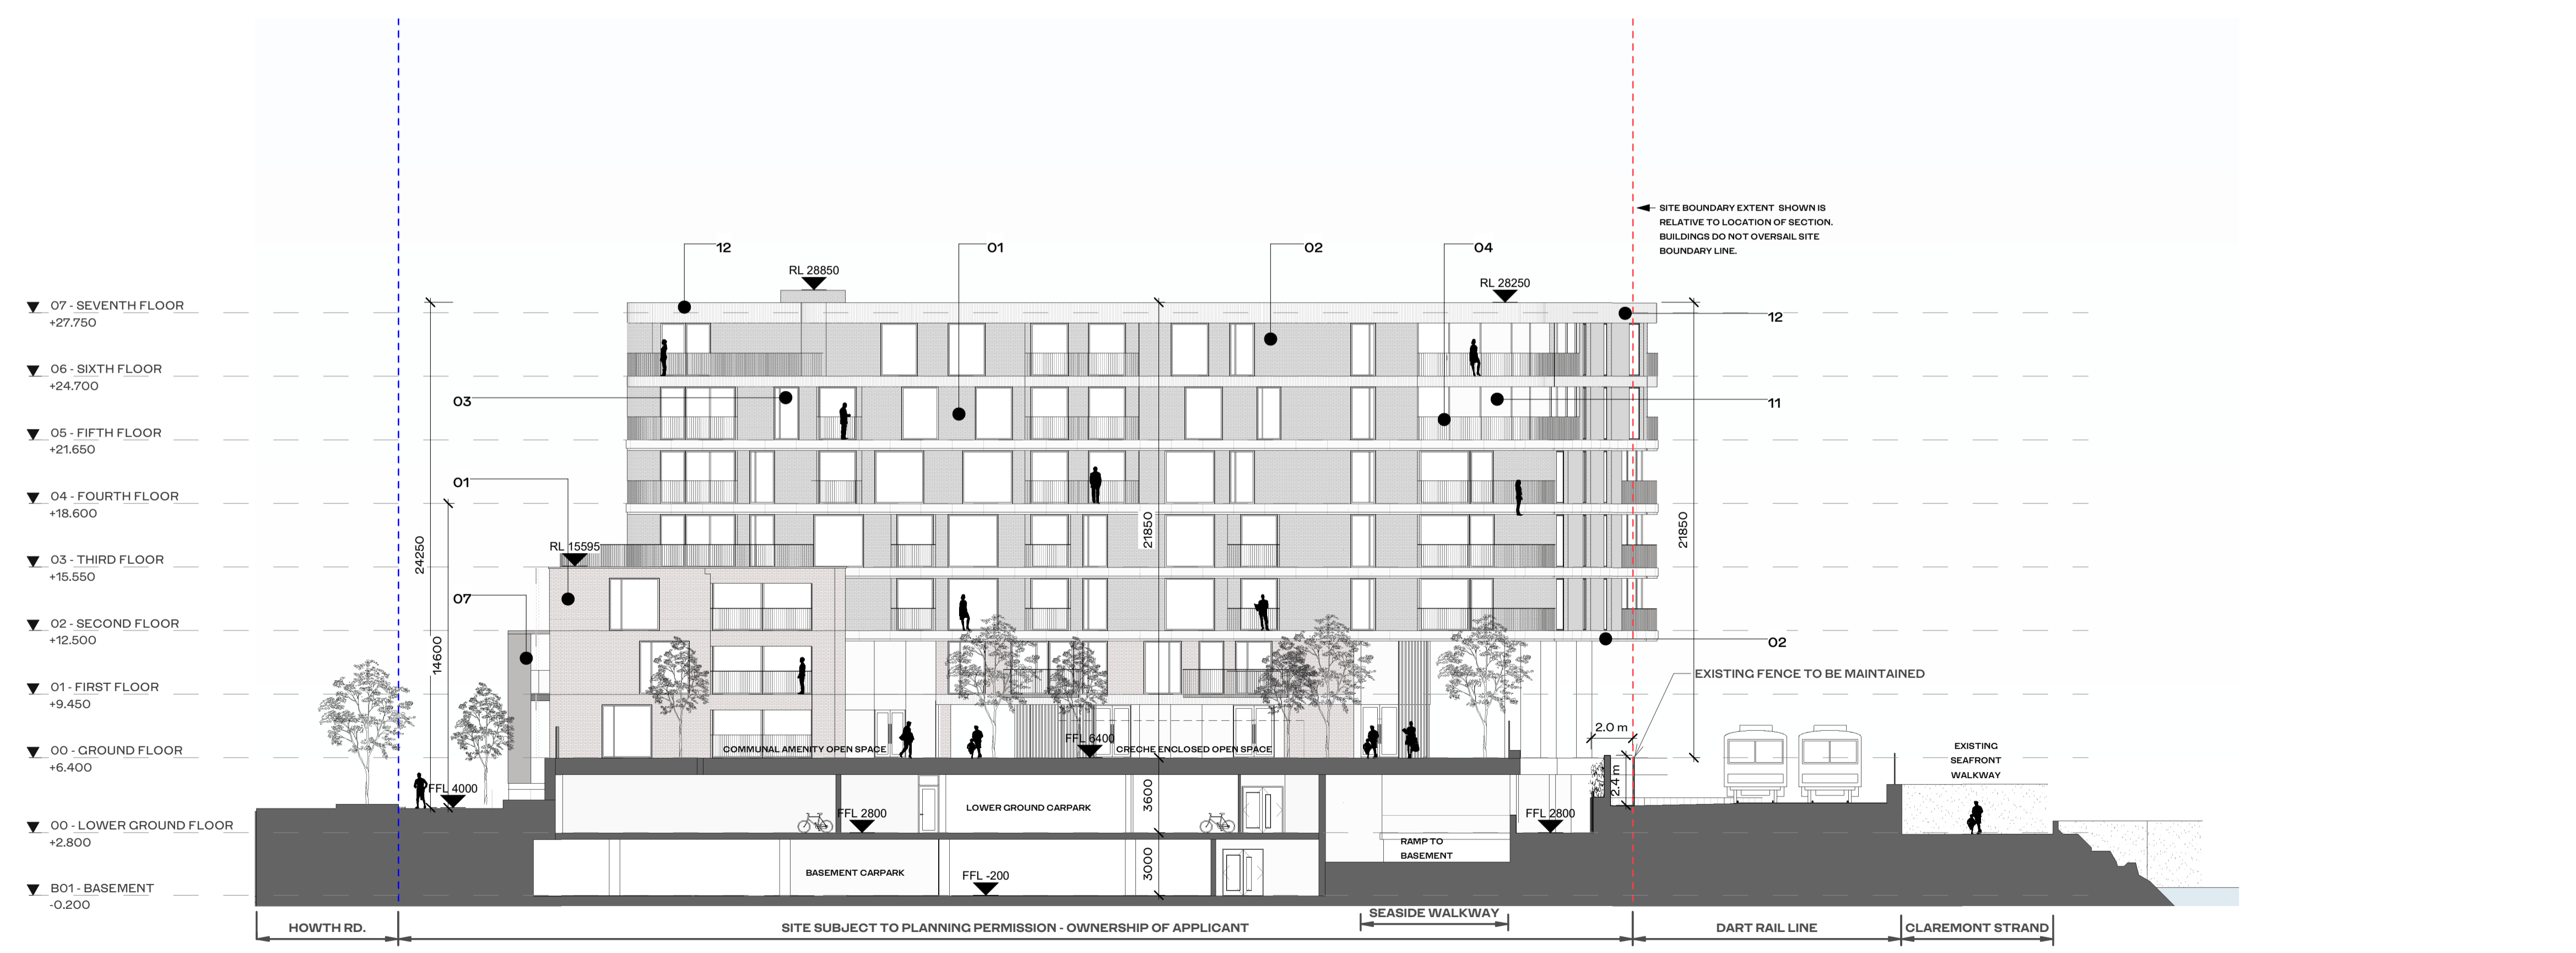 SITE BOUNDARY EXTENT SHOWN IS
RELATIVE TO LOCATION OF SECTION.
BUILDINGS DO NOT OVERSAIL SITE
BOUNDARY LINE.
12
01
02
04
RL 28850
RL 28250
07 - SEVENTH FLOOR
+27.750
12
06 - SIXTH FLOOR
+24.700
03
11
05 - FIFTH FLOOR
+21.650
01
04 - FOURTH FLOOR
+18.600
24250
21850
21850
RL 15595
03 - THIRD FLOOR
+15.550
07
02 - SECOND FLOOR
+12.500
02
14600
EXISTING FENCE TO BE MAINTAINED
01 - FIRST FLOOR
+9.450
2.0 m
FFL 6400
COMMUNAL AMENITY OPEN SPACE
CRECHE ENCLOSED OPEN SPACE
00 - GROUND FLOOR
+6.400
EXISTING
SEAFRONT
WALKWAY
2.4 m
FFL 4000
3600
LOWER GROUND CARPARK
FFL 2800
FFL 2800
00 - LOWER GROUND FLOOR
+2.800
RAMP TO
BASEMENT
3000
BASEMENT CARPARK
FFL -200
B01 - BASEMENT
-0.200
SEASIDE WALKWAY
HOWTH RD.
SITE SUBJECT TO PLANNING PERMISSION - OWNERSHIP OF APPLICANT
DART RAIL LINE
CLAREMONT STRAND